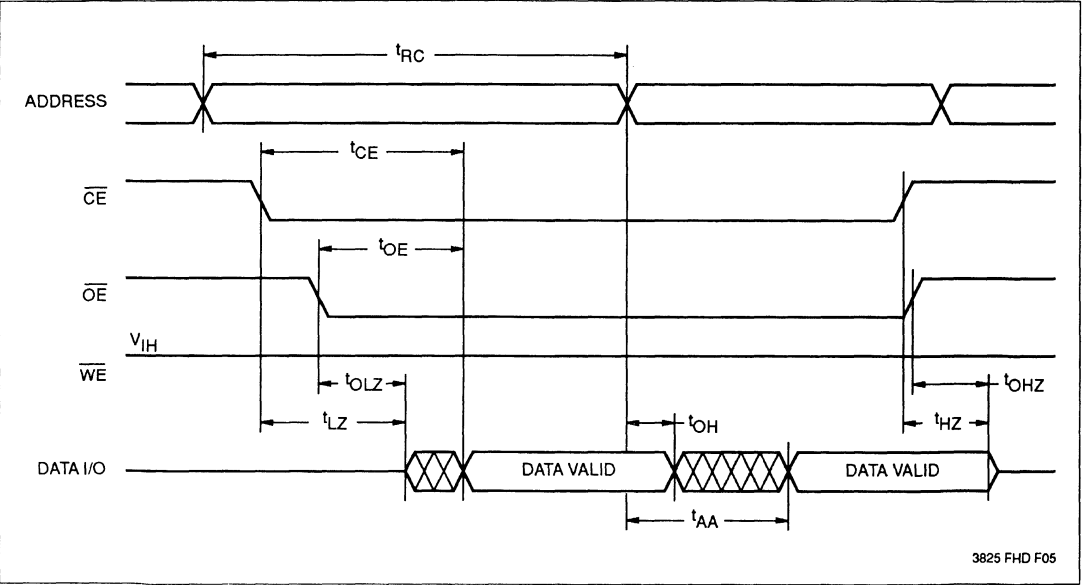 tRC
ADDRESS
tCE
CE
tOE
OE
VIH
WE
tOLZ
tOHZ
tLZ
tOH
tHZ
DATA I/O
DATA VALID
DATA VALID
tAA
3825 FHD F05